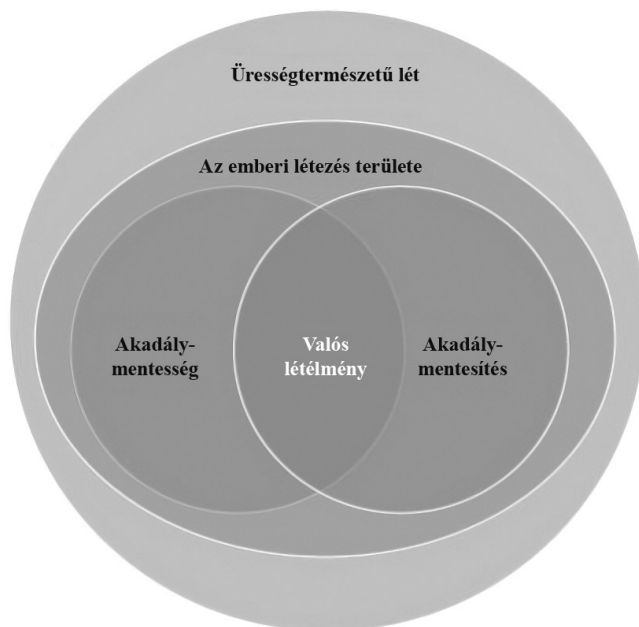 Ürességtermészetű lét
Az emberi létezés területe
Akadály-
mentesség
Valós
létélmény
Akadály-
mentesítés